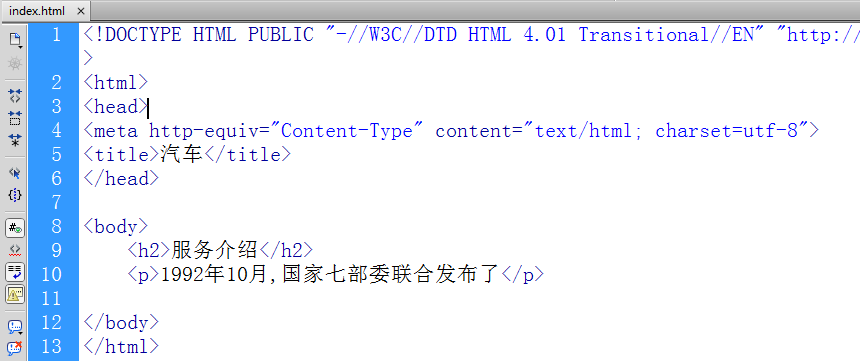 index.html ×
1 <!DOCTYPE HTML PUBLIC "-//W3C//DTD HTML 4.01 Transitional//EN" "http://
>
2 <html>
3 <head>
4 <meta http-equiv="Content-Type" content="text/html; charset=utf-8">
5 <title>汽车</title>
6 </head>
7
8 <body>
9 <h2>服务介绍</h2>
10 <p>1992年10月,国家七部委联合发布了</p>
11
12 </body>
13 </html>